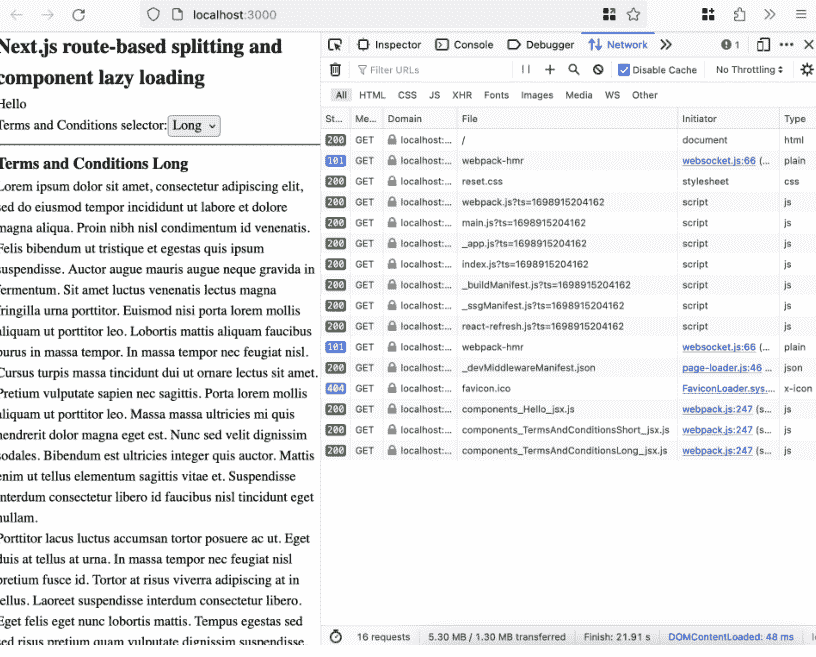 localhost:3000
Next.js route-based splitting and
component lazy loading
Hello
Terms and Conditions selector: Long
Terms and Conditions Long
Lorem ipsum dolor sit amet, consectetur adipiscing elit,
sed do eiusmod tempor incididunt ut labore et dolore
magna aliqua. Proin nibh nisl condimentum id venenatis.
Felis bibendum ut tristique et egestas quis ipsum
suspendisse. Auctor augue mauris augue neque gravida in
fermentum. Sit amet luctus venenatis lectus magna
fringilla urna porttitor. Euismod nisi porta lorem mollis
aliquam ut porttitor leo. Lobortis mattis aliquam faucibus
purus in massa tempor. In massa tempor nec feugiat nisl.
Cursus turpis massa tincidunt dui ut ornare lectus sit amet.
Pretium vulputate sapien nec sagittis. Porta lorem mollis
aliquam ut porttitor leo. Massa massa ultricies mi quis
hendrerit dolor magna eget est. Nunc sed velit dignissim
sodales. Bibendum est ultricies integer quis auctor. Mattis
enim ut tellus elementum sagittis vitae et. Suspendisse
interdum consectetur libero id faucibus nisl tincidunt eget
nullam.
Porttitor lacus luctus accumsan tortor posuere ac ut. Eget
duis at tellus at urna. In massa tempor nec feugiat nisl
pretium fusce id. Tortor at risus viverra adipiscing at in
tellus. Laoreet suspendisse interdum consectetur libero.
Eget felis eget nunc lobortis mattis. Tempus egestas sed
sed risus pretium quam vulputate dignissim suspendisse.
Inspector Console Debugger Network 1
Filter URLs Disable Cache No Throttling
All HTML CSS JS XHR Fonts Images Media WS Other
St... Me... Domain File Initiator Type
200 GET localhost:... / document html
101 GET localhost:... webpack-hmr websocket.js:66 (... plain
200 GET localhost:... reset.css stylesheet css
200 GET localhost:... webpack.js?ts=1698915204162 script js
200 GET localhost:... main.js?ts=1698915204162 script js
200 GET localhost:... _app.js?ts=1698915204162 script js
200 GET localhost:... index.js?ts=1698915204162 script js
200 GET localhost:... _buildManifest.js?ts=1698915204162 script js
200 GET localhost:... _ssgManifest.js?ts=1698915204162 script js
200 GET localhost:... react-refresh.js?ts=1698915204162 script js
101 GET localhost:... webpack-hmr websocket.js:66 (... plain
200 GET localhost:... _devMiddlewareManifest.json page-loader.js:46 ... json
404 GET localhost:... favicon.ico FaviconLoader.sys.... x-icon
200 GET localhost:... components_Hello_jsx.js webpack.js:247 (s... js
200 GET localhost:... components_TermsAndConditionsShort_jsx.js webpack.js:247 (s... js
200 GET localhost:... components_TermsAndConditionsLong_jsx.js webpack.js:247 (s... js
16 requests 5.30 MB / 1.30 MB transferred Finish: 21.91 s DOMContentLoaded: 48 ms